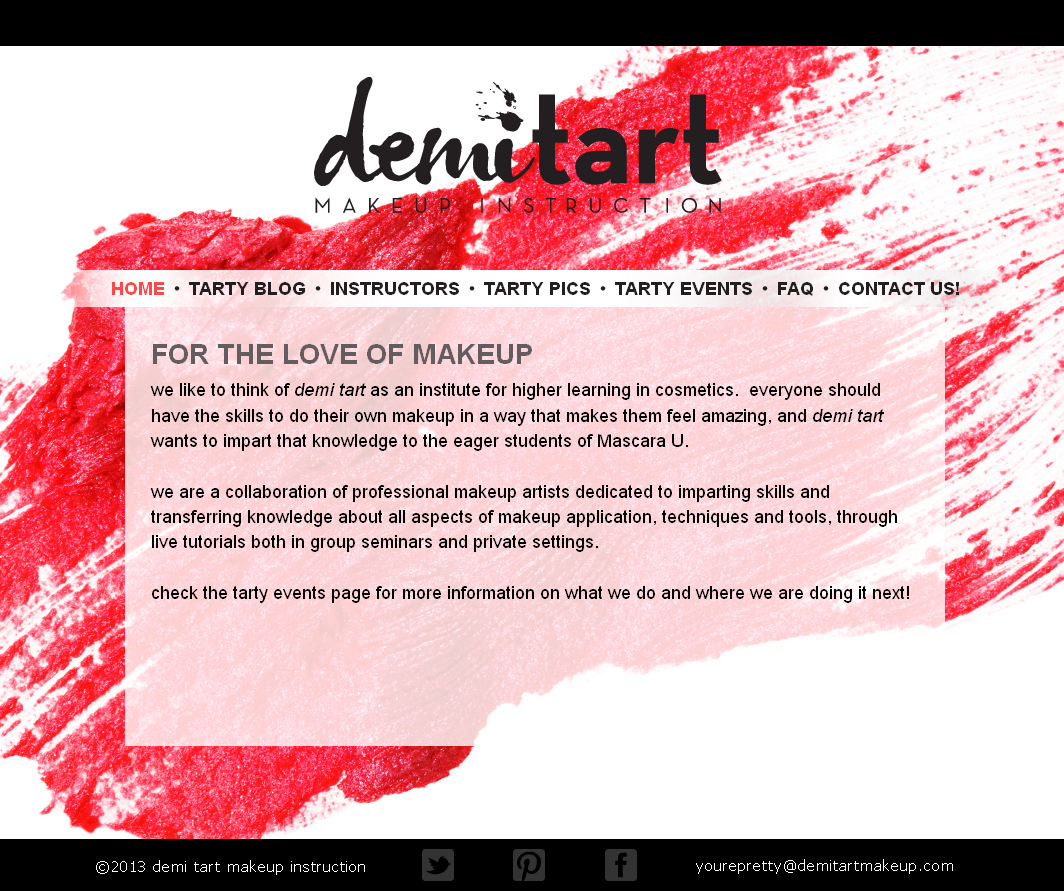 demitart
MAKEUP INSTRUCTION
HOME • TARTY BLOG • INSTRUCTORS • TARTY PICS • TARTY EVENTS • FAQ • CONTACT US!
FOR THE LOVE OF MAKEUP
we like to think of demi tart as an institute for higher learning in cosmetics.  everyone should
have the skills to do their own makeup in a way that makes them feel amazing, and demi tart
wants to impart that knowledge to the eager students of Mascara U.
we are a collaboration of professional makeup artists dedicated to imparting skills and
transferring knowledge about all aspects of makeup application, techniques and tools, through
live tutorials both in group seminars and private settings.
check the tarty events page for more information on what we do and where we are doing it next!
©2013 demi tart makeup instruction
yourepretty@demitartmakeup.com